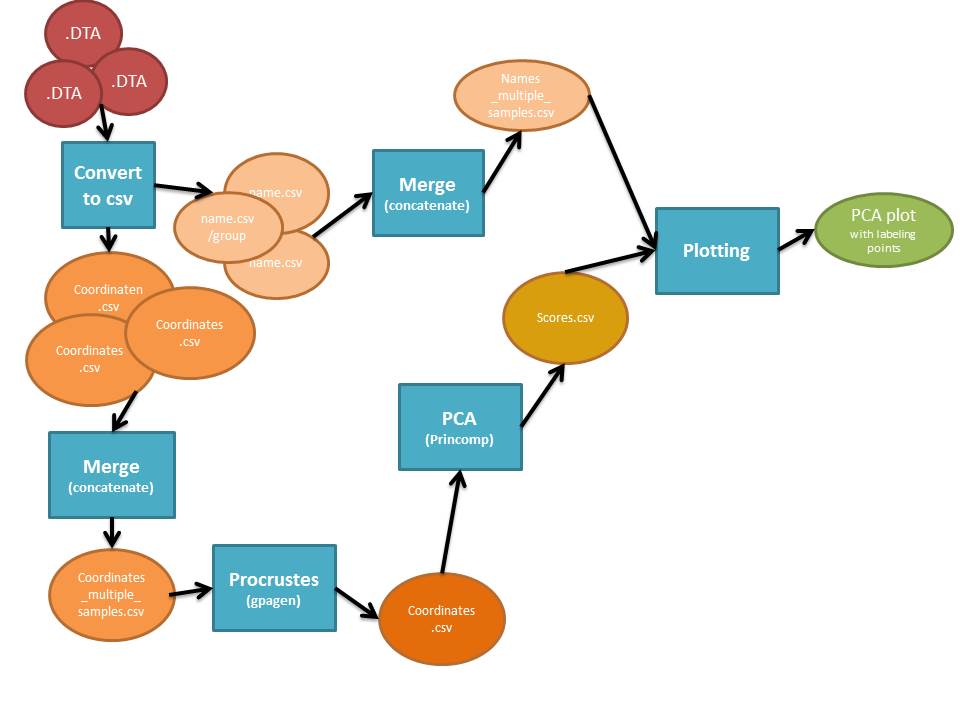 .DTA
.DTA
.DTA
Convert
to csv
name.csv
name.csv
/group
name.csv
Merge
(concatenate)
Names
_multiple_
samples.csv
Plotting
PCA plot
with labeling
points
Coordinaten
.csv
Coordinates
.csv
Coordinates
.csv
Scores.csv
PCA
(Princomp)
Merge
(concatenate)
Coordinates
_multiple_
samples.csv
Procrustes
(gpagen)
Coordinates
.csv